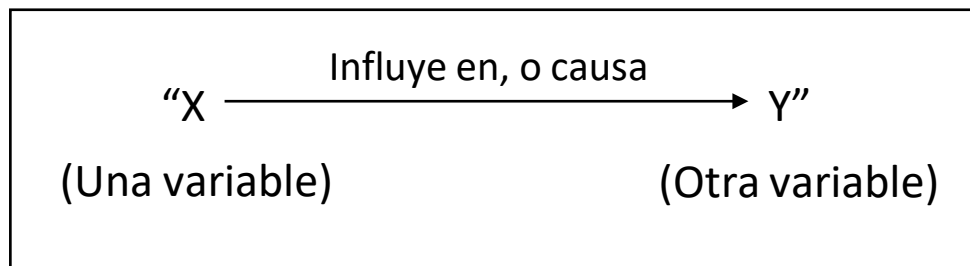 Influye en, o causa
“X Y”
(Una variable) (Otra variable)